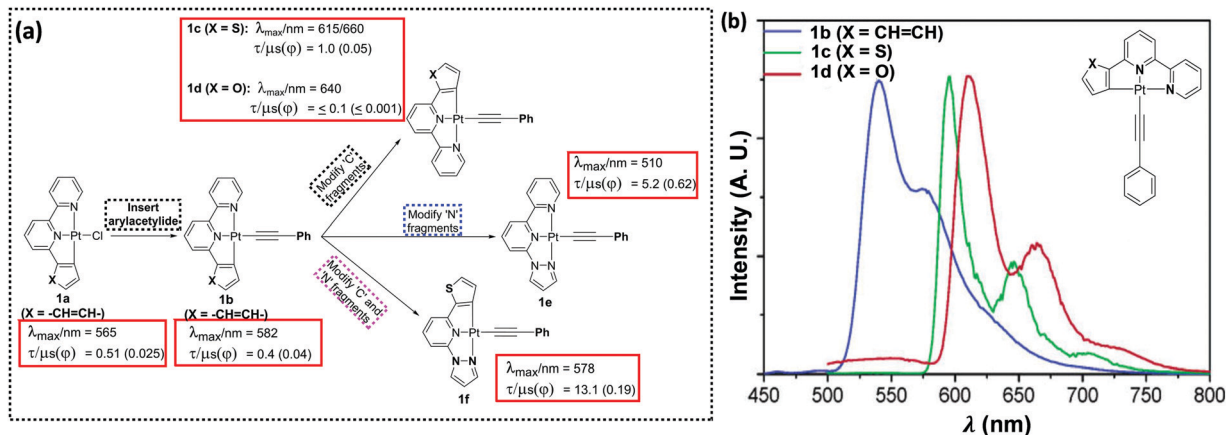 (a)
1c (X = S): λmax/nm = 615/660
τ/μs(φ) = 1.0 (0.05)
1d (X = O): λmax/nm = 640
τ/μs(φ) = ≤ 0.1 (≤ 0.001)
X
N
Pt
Ph
N
Modify 'C'
fragments
λmax/nm = 510
τ/μs(φ) = 5.2 (0.62)
N
N
Pt
Cl
X
1a
(X = -CH=CH-)
λmax/nm = 565
τ/μs(φ) = 0.51 (0.025)
Insert
arylacetylide
N
N
Pt
Ph
X
1b
(X = -CH=CH-)
λmax/nm = 582
τ/μs(φ) = 0.4 (0.04)
Modify 'N'
fragments
N
N
Pt
Ph
N
N
1e
Modify 'C' and
'N' fragments
S
N
Pt
Ph
N
N
1f
λmax/nm = 578
τ/μs(φ) = 13.1 (0.19)
(b)
1b (X = CH=CH)
1c (X = S)
1d (X = O)
X
N
N
Pt
Intensity (A. U.)
450 500 550 600 650 700 750 800
λ (nm)